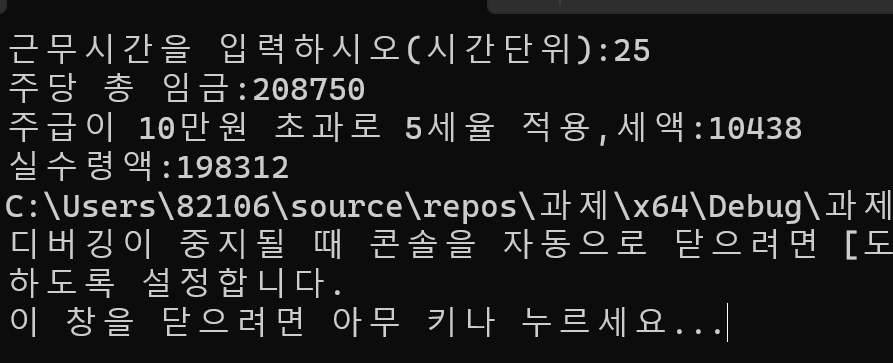 근무시간을 입력하시오(시간단위):25
주당 총 임금:208750
주급이 10만원 초과로 5세율 적용,세액:10438
실수령액:198312
C:\Users\82106\source\repos\과제\x64\Debug\과제
디버깅이 중지될 때 콘솔을 자동으로 닫으려면 [도
하도록 설정합니다.
이 창을 닫으려면 아무 키나 누르세요...